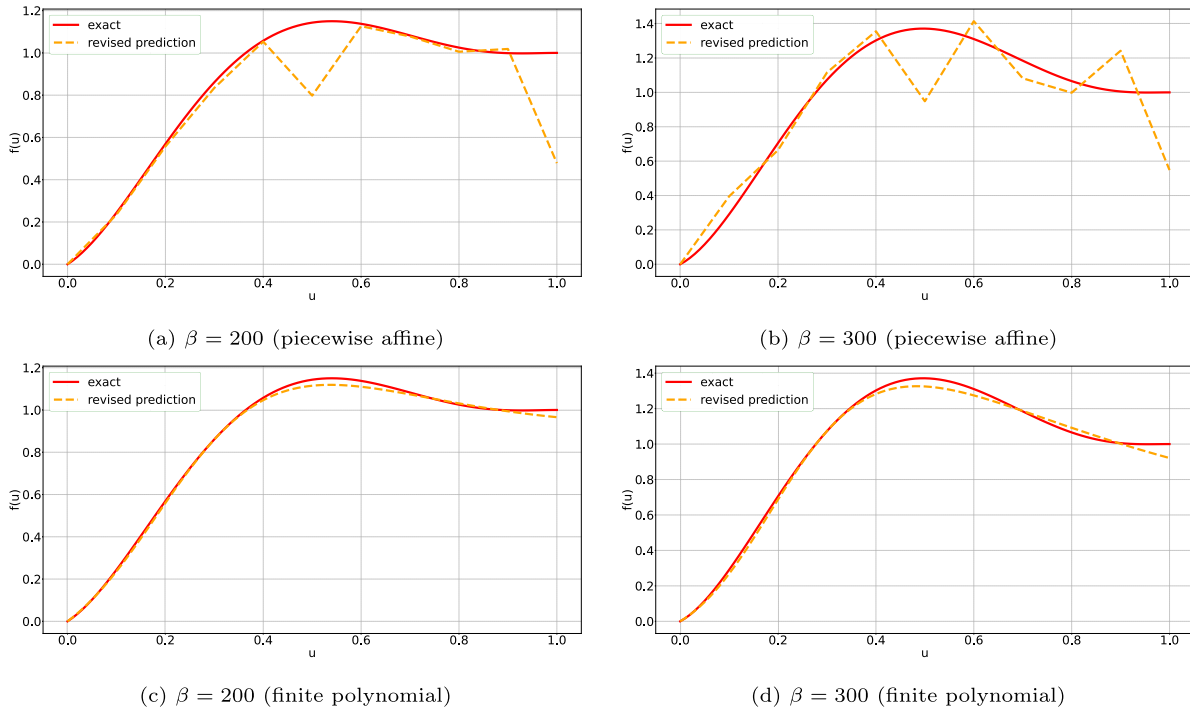 1.2
1.0
0.8
0.6
0.4
0.2
0.0
f(u)
exact
revised prediction
0.0 0.2 0.4 0.6 0.8 1.0
u
(a) β = 200 (piecewise affine)
1.4
1.2
1.0
0.8
0.6
0.4
0.2
0.0
f(u)
exact
revised prediction
0.0 0.2 0.4 0.6 0.8 1.0
u
(b) β = 300 (piecewise affine)
1.2
1.0
0.8
0.6
0.4
0.2
0.0
f(u)
exact
revised prediction
0.0 0.2 0.4 0.6 0.8 1.0
u
(c) β = 200 (finite polynomial)
1.4
1.2
1.0
0.8
0.6
0.4
0.2
0.0
f(u)
exact
revised prediction
0.0 0.2 0.4 0.6 0.8 1.0
u
(d) β = 300 (finite polynomial)